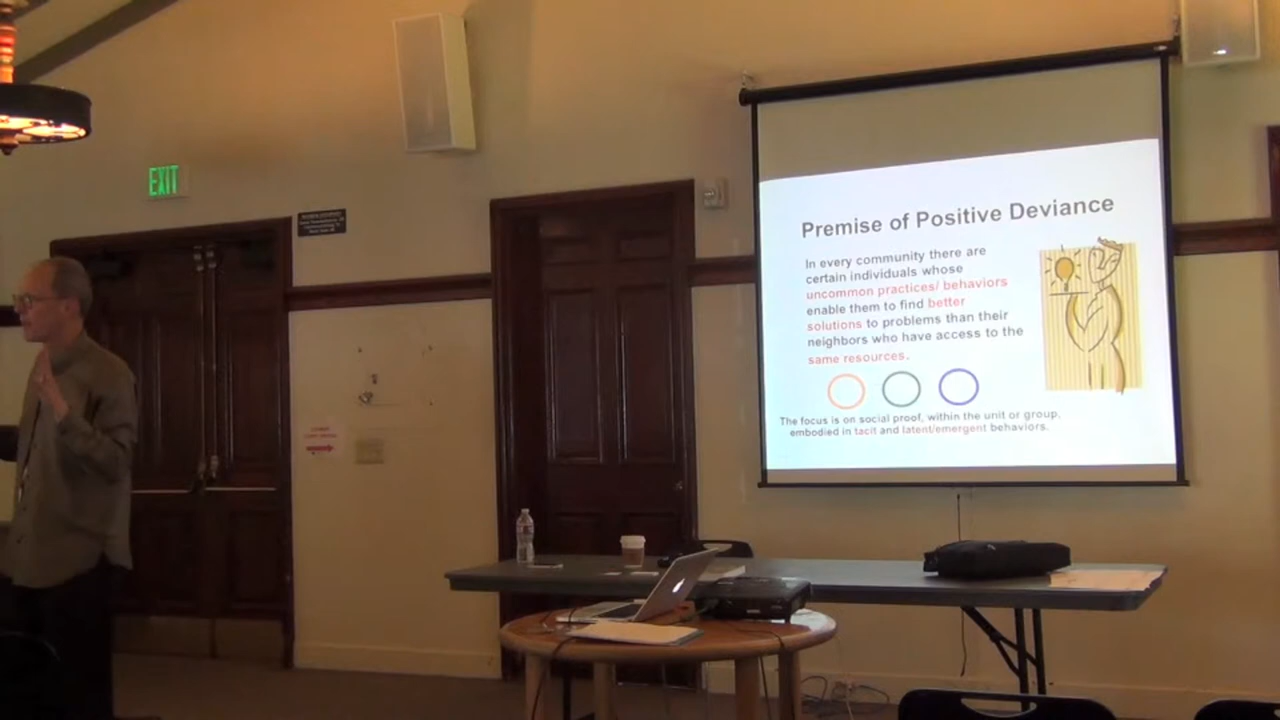 EXIT
Premise of Positive Deviance
In every community there are
certain individuals whose
uncommon practices/ behaviors
enable them to find better
solutions to problems than their
neighbors who have access to the
same resources.
The focus is on social proof, within the unit or group,
embodied in tacit and latent/emergent behaviors.